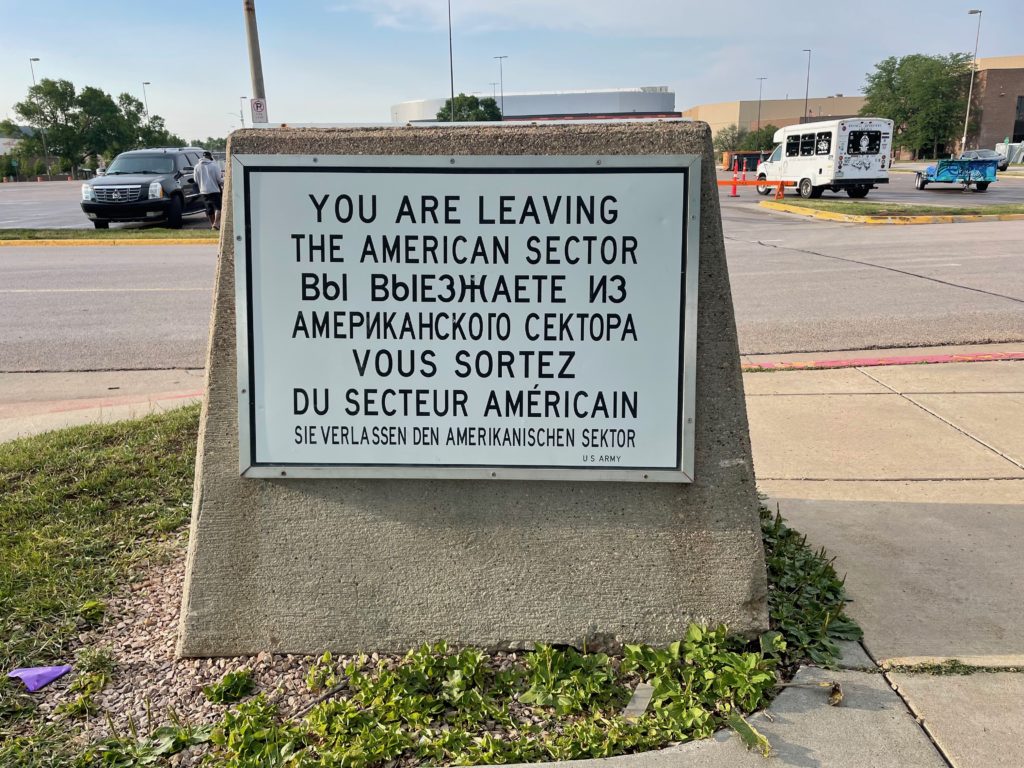 YOU ARE LEAVING
THE AMERICAN SECTOR
ВЫ ВЫЕЗЖАЕТЕ ИЗ
АМЕРИКАНСКОГО СЕКТОРА
VOUS SORTEZ
DU SECTEUR AMÉRICAIN
SIE VERLASSEN DEN AMERIKANISCHEN SEKTOR
US ARMY